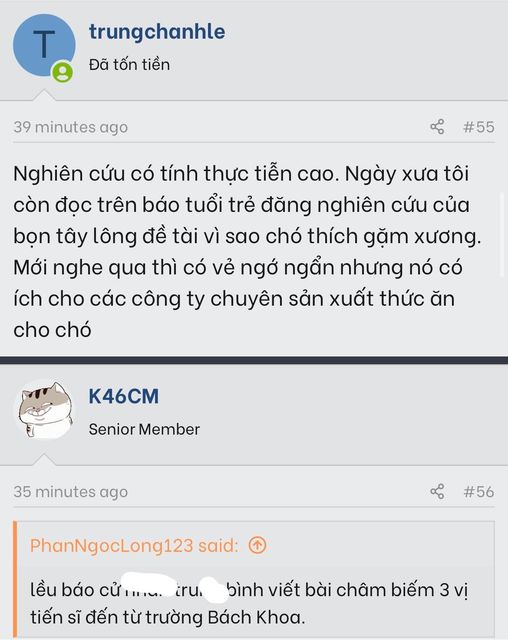 T
trungchanhle
Đã tốn tiền
39 minutes ago
#55
Nghiên cứu có tính thực tiễn cao. Ngày xưa tôi
còn đọc trên báo tuổi trẻ đăng nghiên cứu của
bọn tây lông đề tài vì sao chó thích gặm xương.
Mới nghe qua thì có vẻ ngớ ngẩn nhưng nó có
ích cho các công ty chuyên sản xuất thức ăn
cho chó
K46CM
Senior Member
35 minutes ago
#56
PhanNgocLong123 said:
lều báo cử bình viết bài châm biếm 3 vị
tiến sĩ đến từ trường Bách Khoa.